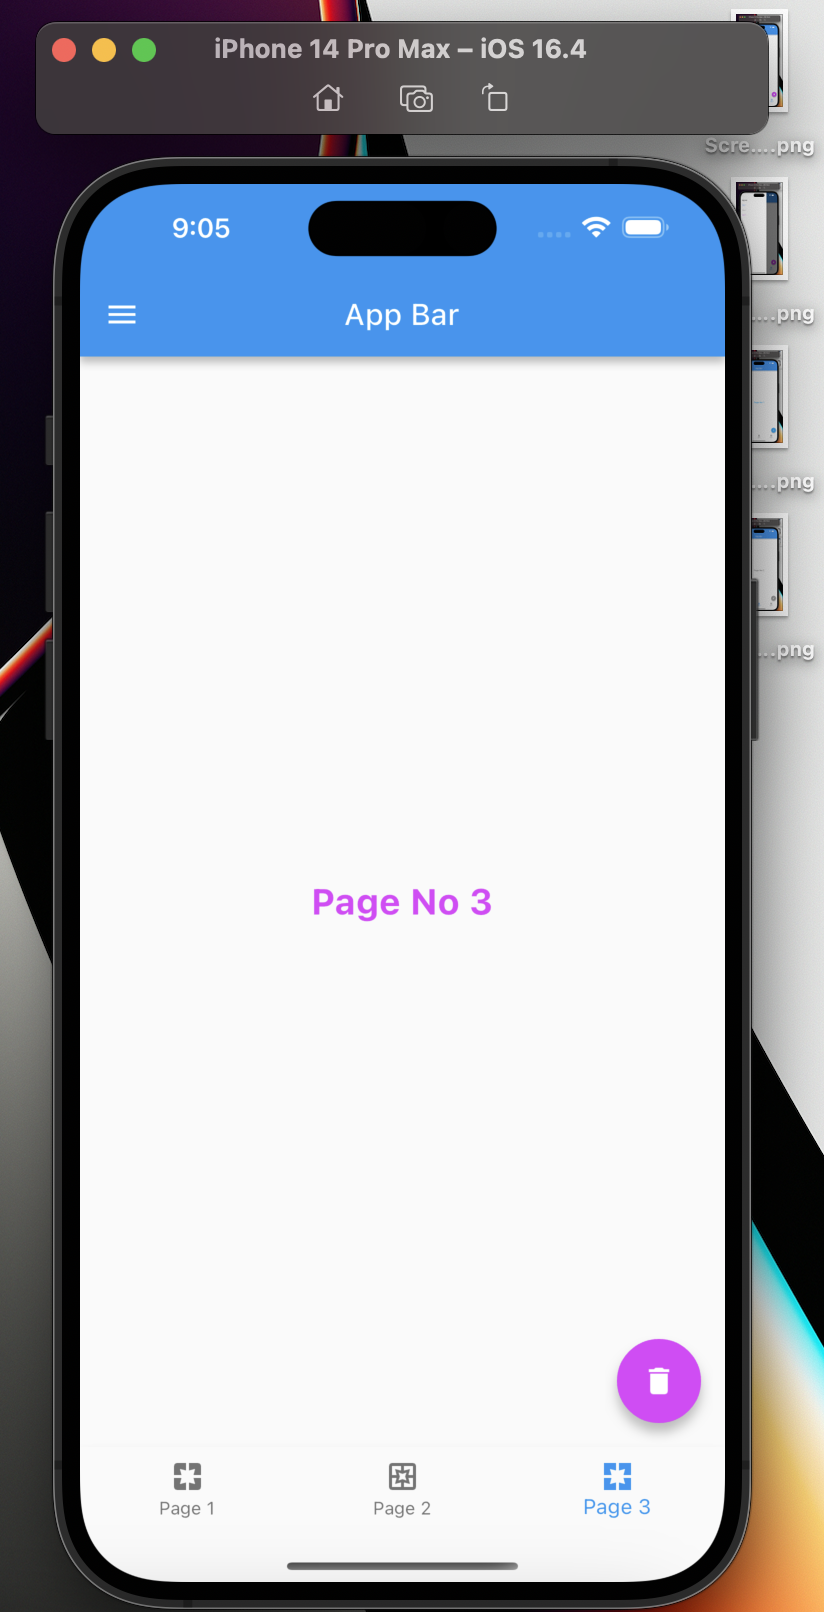 iPhone 14 Pro Max – iOS 16.4
Scre....png
9:05
App Bar
....png
....png
....png
Page No 3
Page 1
Page 2
Page 3